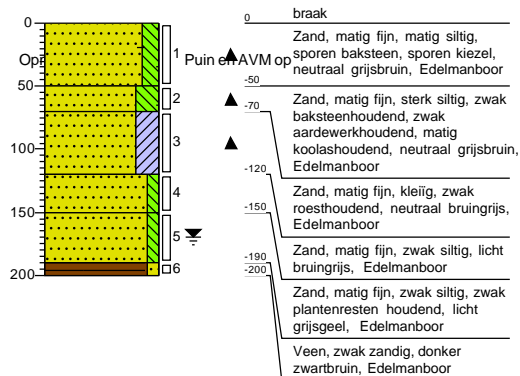 0
50
100
150
200
Opm
Puin en AVM op
1
2
3
4
5
6
0
braak
Zand, matig fijn, matig siltig,
sporen baksteen, sporen kiezel,
neutraal grijsbruin, Edelmanboor
-50
Zand, matig fijn, sterk siltig, zwak
baksteenhoudend, zwak
aardewerkhoudend, matig
koolashoudend, neutraal grijsbruin,
Edelmanboor
-70
Zand, matig fijn, kleiïg, zwak
roesthoudend, neutraal bruingrijs,
Edelmanboor
-120
Zand, matig fijn, zwak siltig, licht
bruingrijs, Edelmanboor
-150
Zand, matig fijn, zwak siltig, zwak
plantenresten houdend, licht
grijsgeel, Edelmanboor
-190
Veen, zwak zandig, donker
zwartbruin, Edelmanboor
-200